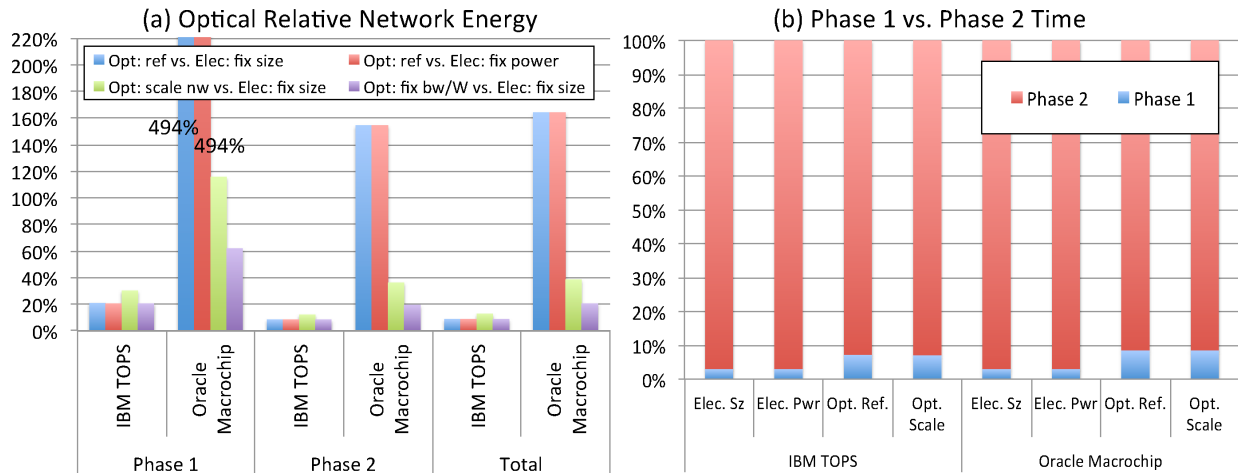 (a) Optical Relative Network Energy
220%
200%
180%
160%
140%
120%
100%
80%
60%
40%
20%
0%
Opt: ref vs. Elec: fix size
Opt: ref vs. Elec: fix power
Opt: scale nw vs. Elec: fix size
Opt: fix bw/W vs. Elec: fix size
494%
494%
IBM TOPS
Oracle
Macrochip
IBM TOPS
Oracle
Macrochip
IBM TOPS
Oracle
Macrochip
Phase 1
Phase 2
Total
(b) Phase 1 vs. Phase 2 Time
100%
90%
80%
70%
60%
50%
40%
30%
20%
10%
0%
Phase 2
Phase 1
Elec. Sz
Elec. Pwr
Opt. Ref.
Opt.
Scale
Elec. Sz
Elec. Pwr
Opt. Ref.
Opt.
Scale
IBM TOPS
Oracle Macrochip